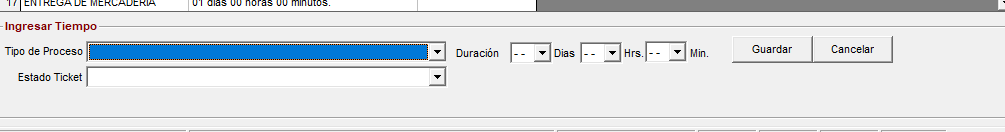 17 ENTREGA DE MERCADERIA 01 dias 00 horas 00 minutos.
Ingresar Tiempo
Tipo de Proceso Duración -- Dias -- Hrs. -- Min. Guardar Cancelar
Estado Ticket